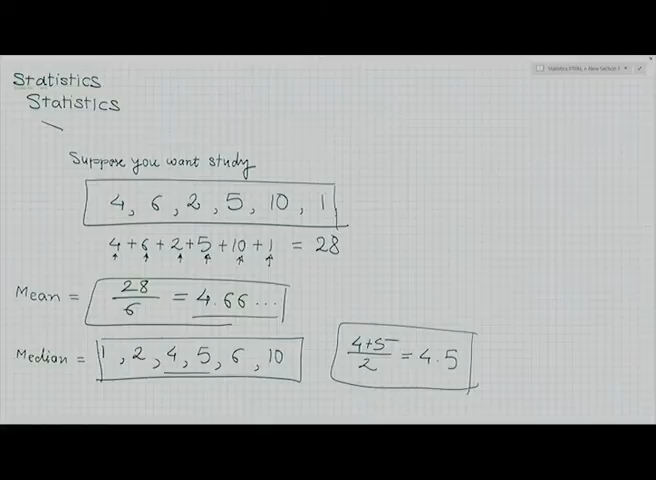 Statistics
Statistics
Suppose you want study
4, 6, 2, 5, 10, 1
4 + 6 + 2 + 5 + 10 + 1 = 28
Mean = 28/6 = 4.66...
Median = 1, 2, 4, 5, 6, 10
4+5/2 = 4.5